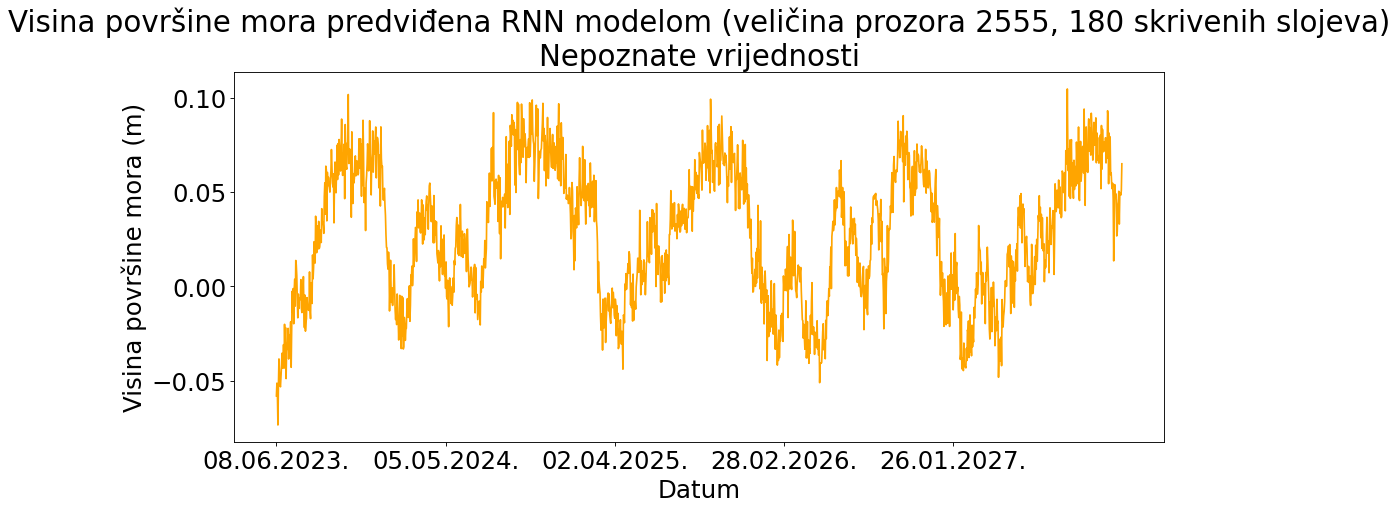 Visina površine mora predviđena RNN modelom (veličina prozora 2555, 180 skrivenih slojeva)
Nepoznate vrijednosti
Visina površine mora (m)
0.10
0.05
0.00
−0.05
08.06.2023. 05.05.2024. 02.04.2025. 28.02.2026. 26.01.2027.
Datum